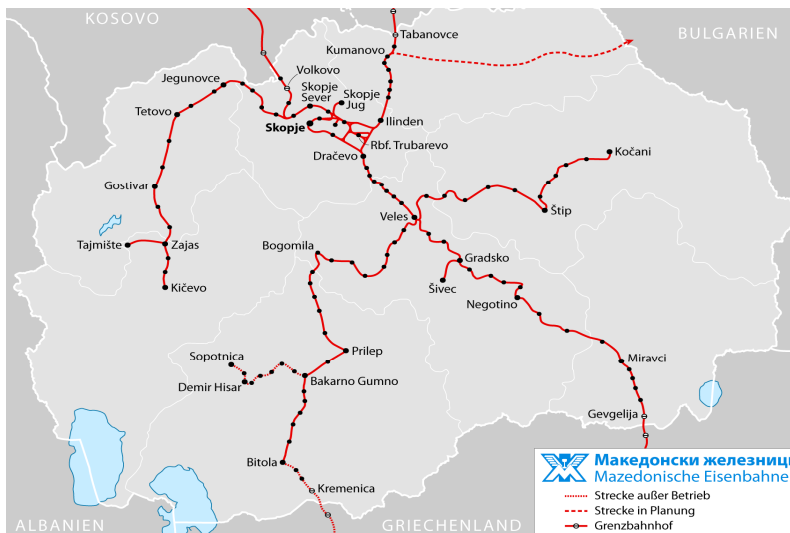 KOSOVO
Tabanovce
BULGARIEN
Kumanovo
Volkovo
Jegunovce
Skopje
Sever
Skopje
Jug
Tetovo
Skopje
Ilinden
Rbf. Trubarevo
Dračevo
Kočani
Gostivar
Štip
Veles
Tajmište
Zajas
Bogomila
Gradsko
Kičevo
Šivec
Negotino
Sopotnica
Prilep
Miravci
Demir Hisar
Bakarno Gumno
Gevgelija
Bitola
Kremenica
ALBANIEN
GRIECHENLAND
Македонски железниц
Mazedonische Eisenbahne
Strecke außer Betrieb
Strecke in Planung
Grenzbahnhof